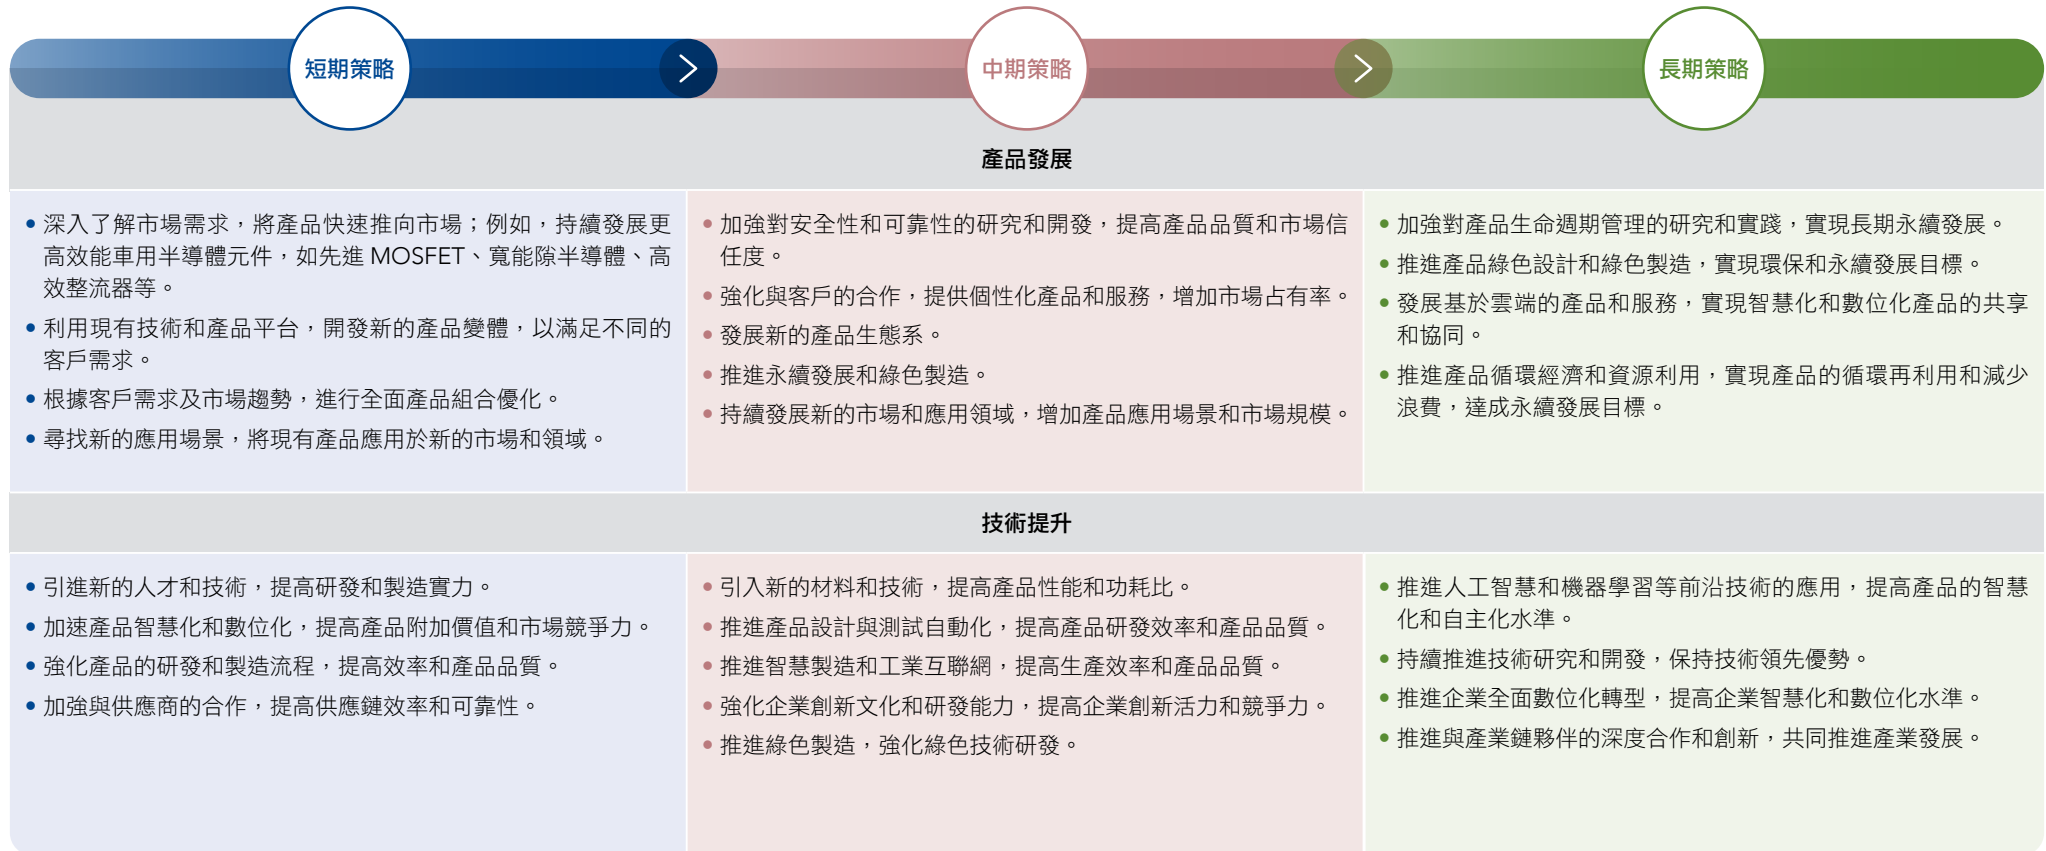 短期策略
中期策略
長期策略
產品發展
• 深入了解市場需求，將產品快速推向市場；例如，持續發展更
高效能車用半導體元件，如先進 MOSFET、寬能隙半導體、高
效整流器等。
• 利用現有技術和產品平台，開發新的產品變體，以滿足不同的
客戶需求。
• 根據客戶需求及市場趨勢，進行全面產品組合優化。
• 尋找新的應用場景，將現有產品應用於新的市場和領域。
• 加強對安全性和可靠性的研究和開發，提高產品品質和市場信
任度。
• 強化與客戶的合作，提供個性化產品和服務，增加市場占有率。
• 發展新的產品生態系。
• 推進永續發展和綠色製造。
• 持續發展新的市場和應用領域，增加產品應用場景和市場規模。
• 加強對產品生命週期管理的研究和實踐，實現長期永續發展。
• 推進產品綠色設計和綠色製造，實現環保和永續發展目標。
• 發展基於雲端的產品和服務，實現智慧化和數位化產品的共享
和協同。
• 推進產品循環經濟和資源利用，實現產品的循環再利用和減少
浪費，達成永續發展目標。
技術提升
• 引進新的人才和技術，提高研發和製造實力。
• 加速產品智慧化和數位化，提高產品附加價值和市場競爭力。
• 強化產品的研發和製造流程，提高效率和產品品質。
• 加強與供應商的合作，提高供應鏈效率和可靠性。
• 引入新的材料和技術，提高產品性能和功耗比。
• 推進產品設計與測試自動化，提高產品研發效率和產品品質。
• 推進智慧製造和工業互聯網，提高生產效率和產品品質。
• 強化企業創新文化和研發能力，提高企業創新活力和競爭力。
• 推進綠色製造，強化綠色技術研發。
• 推進人工智慧和機器學習等前沿技術的應用，提高產品的智慧
化和自主化水準。
• 持續推進技術研究和開發，保持技術領先優勢。
• 推進企業全面數位化轉型，提高企業智慧化和數位化水準。
• 推進與產業鏈夥伴的深度合作和創新，共同推進產業發展。